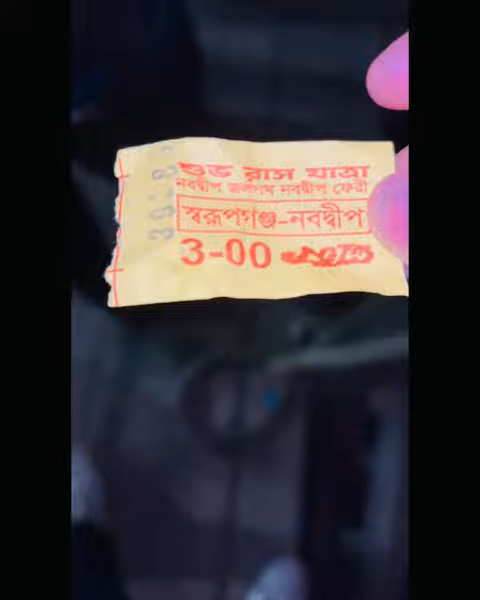 শুভ রাস যাত্রা
নবদ্বীপ জলপথ নবদ্বীপ ফেরী
স্বরূপগঞ্জ-নবদ্বীপ
3-00